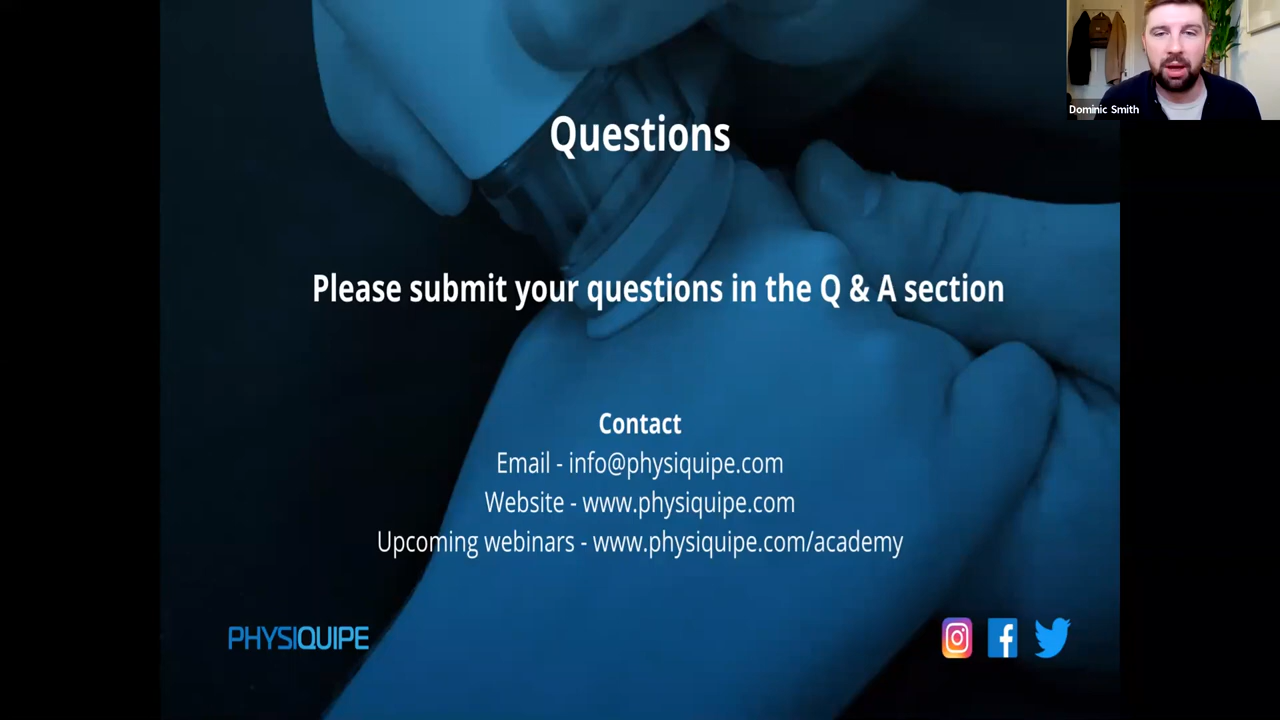 Dominic Smith
Questions
Please submit your questions in the Q & A section
Contact
Email - info@physiquipe.com
Website - www.physiquipe.com
Upcoming webinars - www.physiquipe.com/academy
PHYSIQUIPE